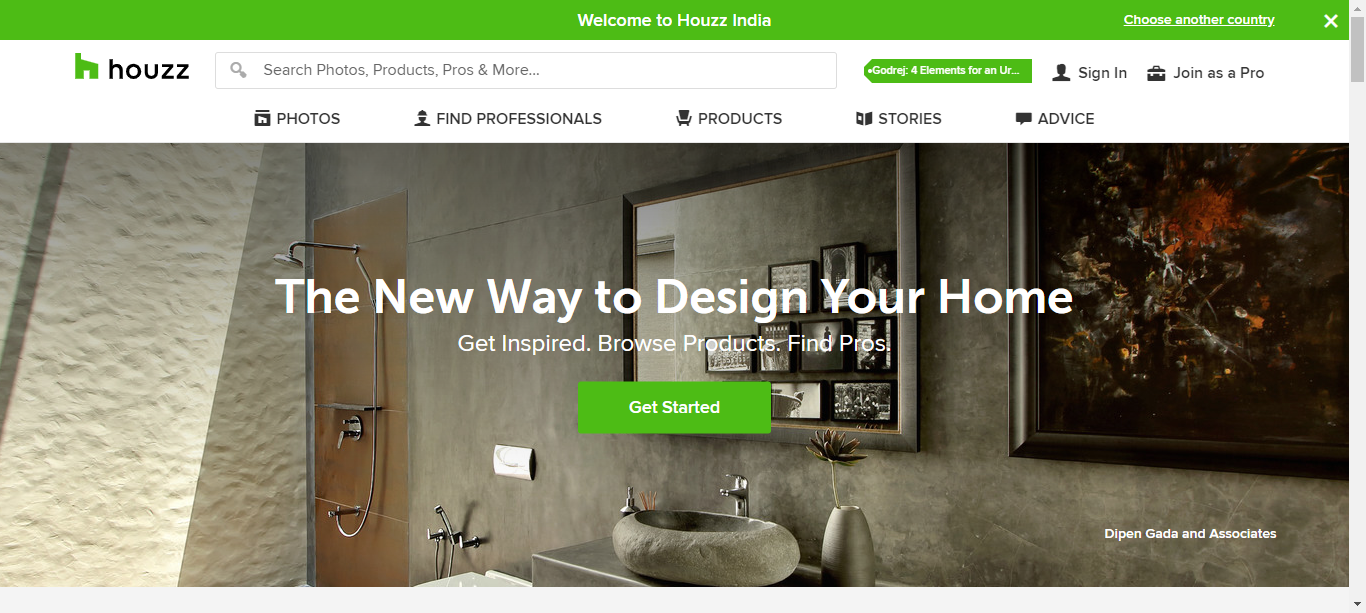 Welcome to Houzz India
Choose another country
houzz
Search Photos, Products, Pros & More...
•Godrej: 4 Elements for an Ur...
Sign In
Join as a Pro
PHOTOS
FIND PROFESSIONALS
PRODUCTS
STORIES
ADVICE
The New Way to Design Your Home
Get Inspired. Browse Products. Find Pros.
Get Started
Dipen Gada and Associates